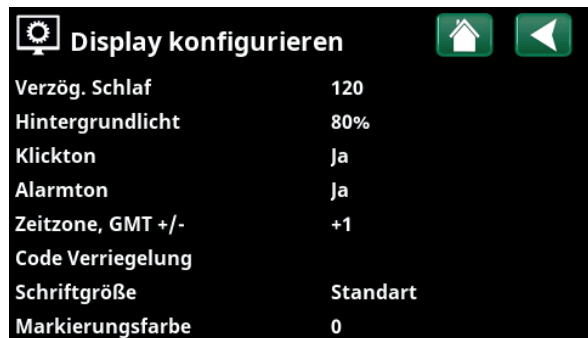 Display konfigurieren
Verzög. Schlaf 120
Hintergrundlicht 80%
Klickton Ja
Alarmton Ja
Zeitzone, GMT +/- +1
Code Verriegelung
Schriftgröße Standart
Markierungsfarbe 0